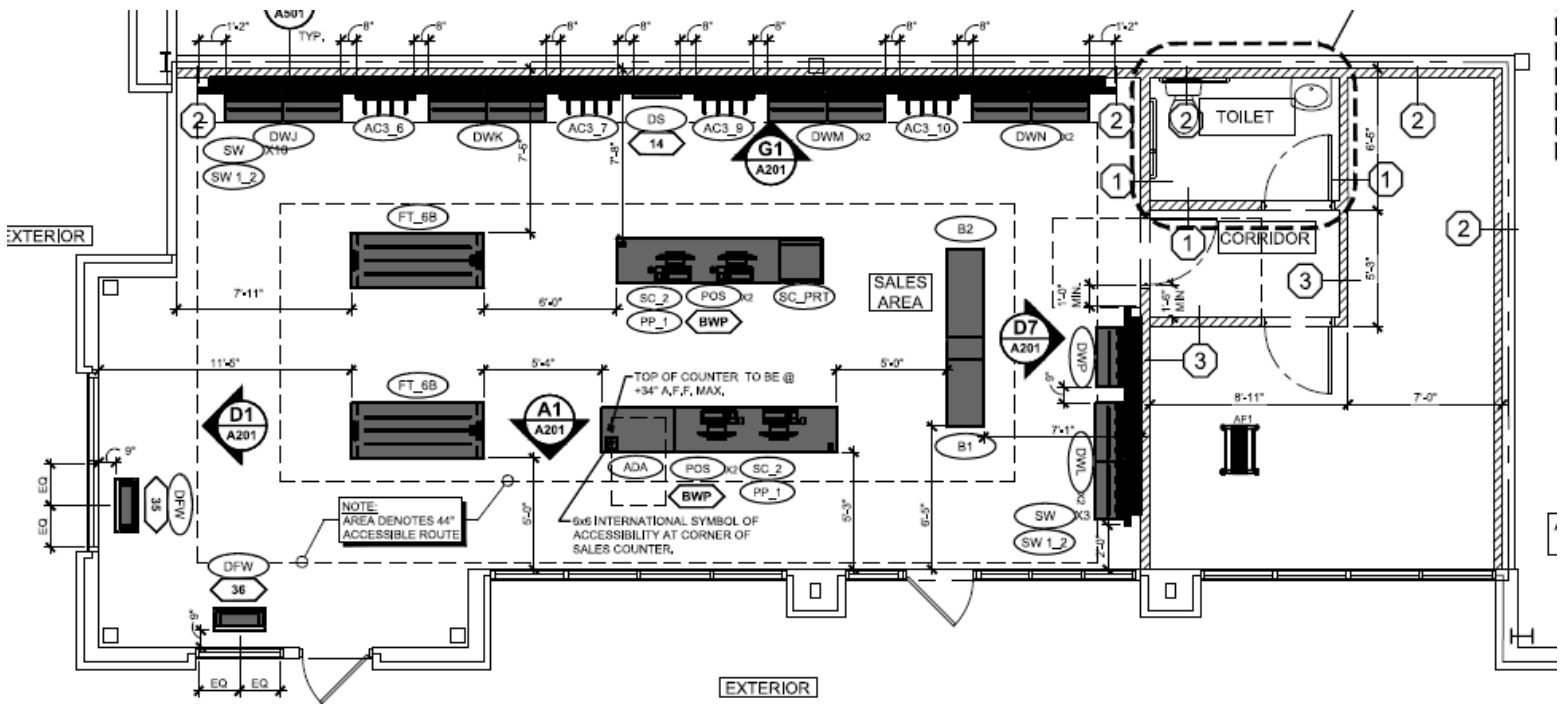 A501
TYP.
1'-2"
8"
8"
8"
8"
8"
8"
8"
8"
1'-2"
2
DWJ
AC3_6
DWK
AC3_7
DS
14
AC3_9
DWM X2
AC3_10
DWN X2
2
2
TOILET
2
SW X10
SW 1_2
7'-8"
G1
A201
1
1
6'-5"
EXTERIOR
FT_6B
B2
1
CORRIDOR
2
SALES
AREA
5'-3"
3
7'-11"
6'-0"
SC_2
POS X2
SC_PRT
PP_1
BWP
1'-0"
MIN.
1'-6"
MIN
D7
A201
3
DWP
11'-5"
FT_6B
5'-4"
5'-0"
TOP OF COUNTER TO BE @
+34" A.F.F. MAX.
9"
8'-11"
7'-0"
D1
A201
A1
A201
AF1
7'-1"
B1
DWL
X2
9"
EQ
EQ
35
DFW
ADA
POS X2
SC_2
BWP
PP_1
NOTE:
AREA DENOTES 44"
ACCESSIBLE ROUTE
5'-0"
6x6 INTERNATIONAL SYMBOL OF
ACCESSIBILITY AT CORNER OF
SALES COUNTER.
5'-3"
6'-5"
SW X3
SW 1_2
2'-0"
DFW
36
9"
EQ
EQ
EXTERIOR